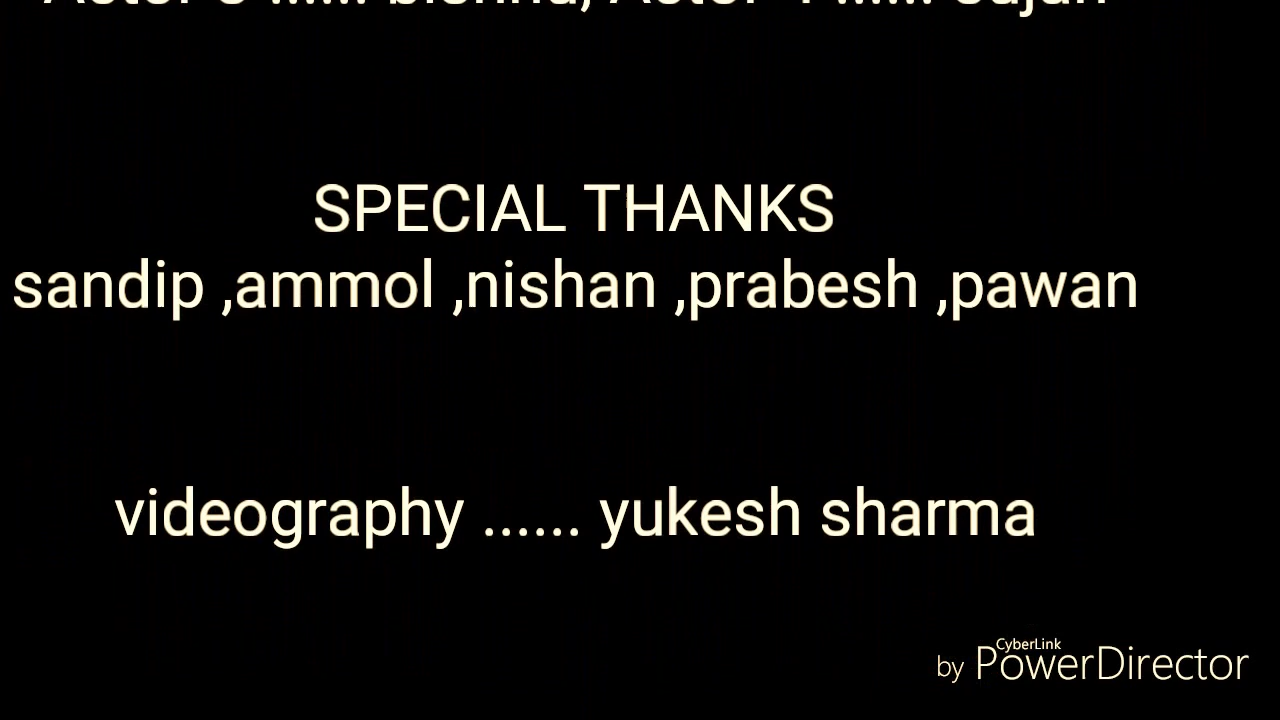 SPECIAL THANKS
sandip ,ammol ,nishan ,prabesh ,pawan
videography ...... yukesh sharma
CyberLink
by PowerDirector